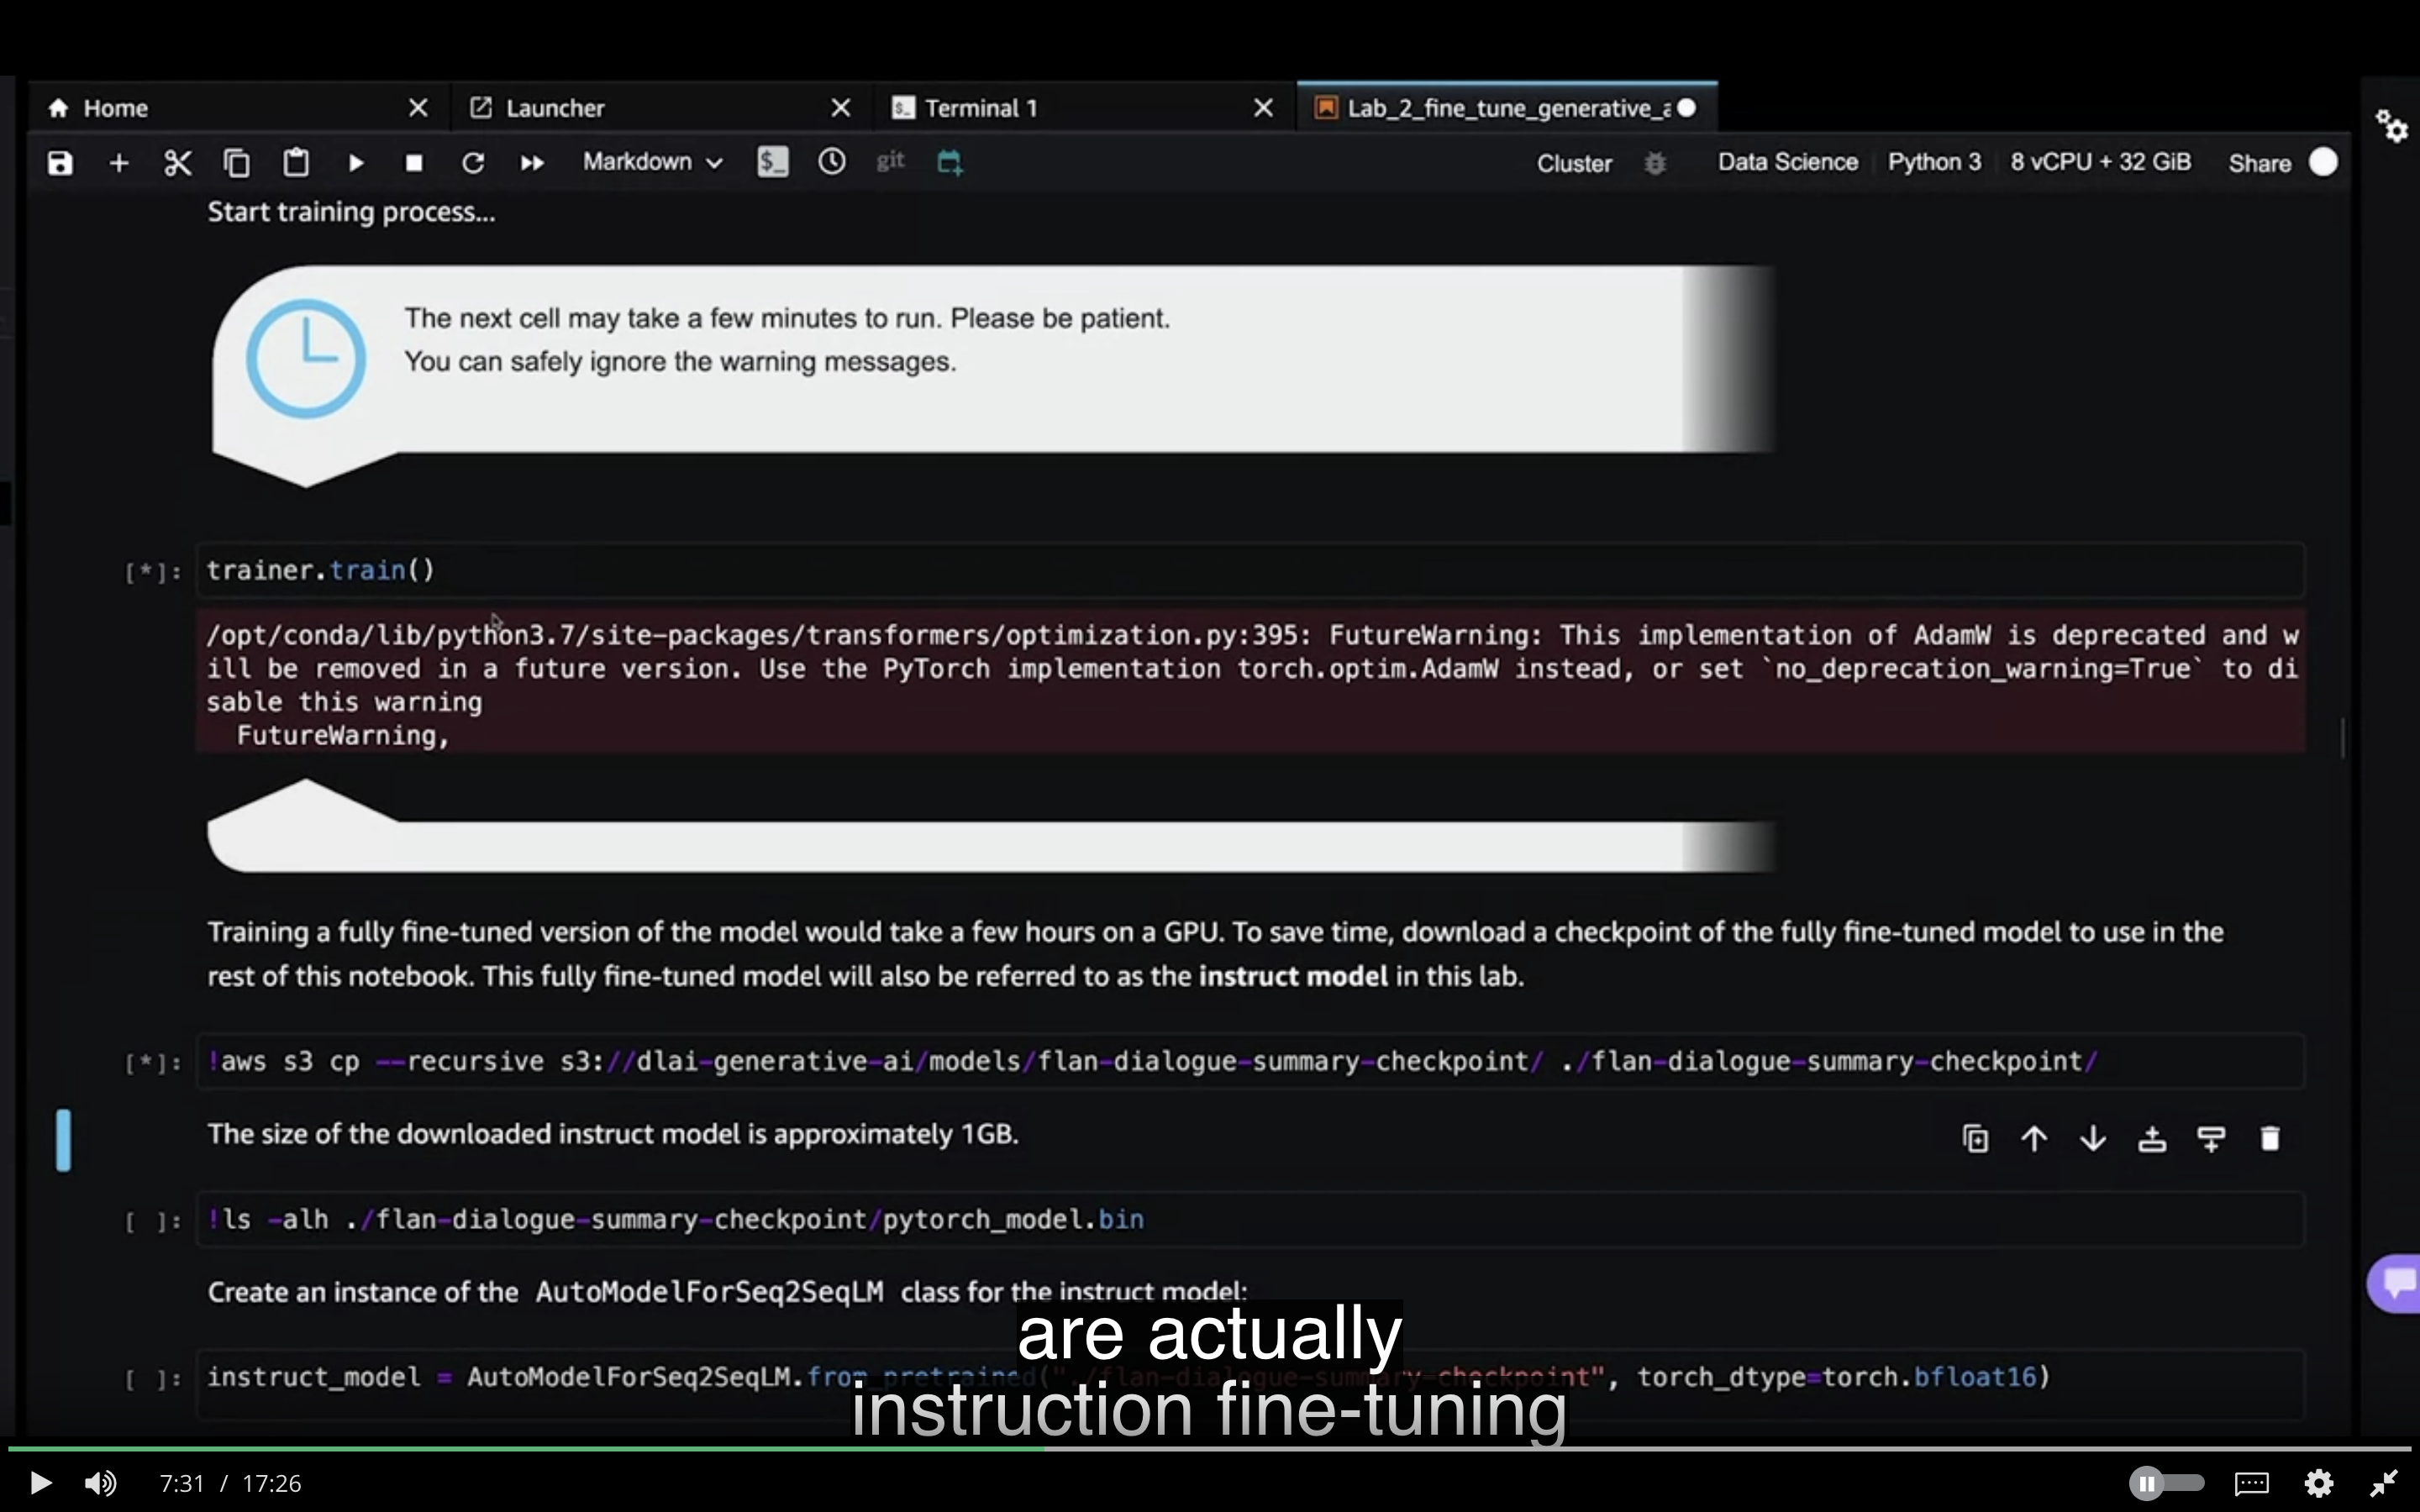 Home
Launcher
Terminal 1
Lab_2_fine_tune_generative_a
Markdown
git
Cluster
Data Science
Python 3
8 vCPU + 32 GiB
Share
Start training process...
The next cell may take a few minutes to run. Please be patient.
You can safely ignore the warning messages.
[*]: trainer.train()
/opt/conda/lib/python3.7/site-packages/transformers/optimization.py:395: FutureWarning: This implementation of AdamW is deprecated and w
ill be removed in a future version. Use the PyTorch implementation torch.optim.AdamW instead, or set `no_deprecation_warning=True` to di
sable this warning
FutureWarning,
Training a fully fine-tuned version of the model would take a few hours on a GPU. To save time, download a checkpoint of the fully fine-tuned model to use in the
rest of this notebook. This fully fine-tuned model will also be referred to as the instruct model in this lab.
[*]: !aws s3 cp --recursive s3://dlai-generative-ai/models/flan-dialogue-summary-checkpoint/ ./flan-dialogue-summary-checkpoint/
The size of the downloaded instruct model is approximately 1GB.
[ ]: !ls -alh ./flan-dialogue-summary-checkpoint/pytorch_model.bin
Create an instance of the AutoModelForSeq2SeqLM class for the instruct model:
[ ]: instruct_model = AutoModelForSeq2SeqLM.from_pretrained("./flan-dialogue-summary-checkpoint", torch_dtype=torch.bfloat16)
are actually
instruction fine-tuning
7:31 / 17:26